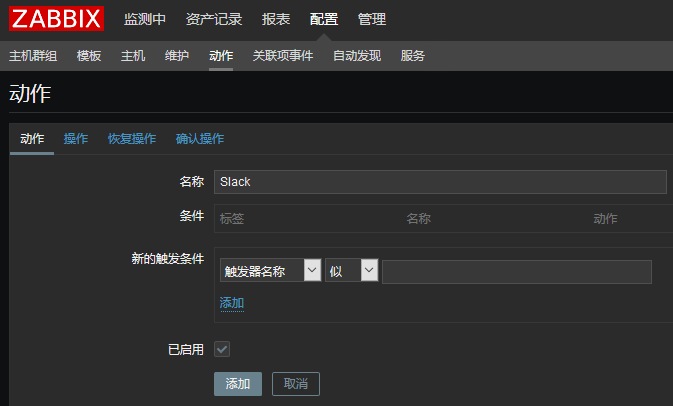 ZABBIX 监测中 资产记录 报表 配置 管理
主机群组 模板 主机 维护 动作 关联项事件 自动发现 服务
动作
动作 操作 恢复操作 确认操作
名称 Slack
条件 标签 名称 动作
新的触发条件 触发器名称 似
添加
已启用
添加 取消